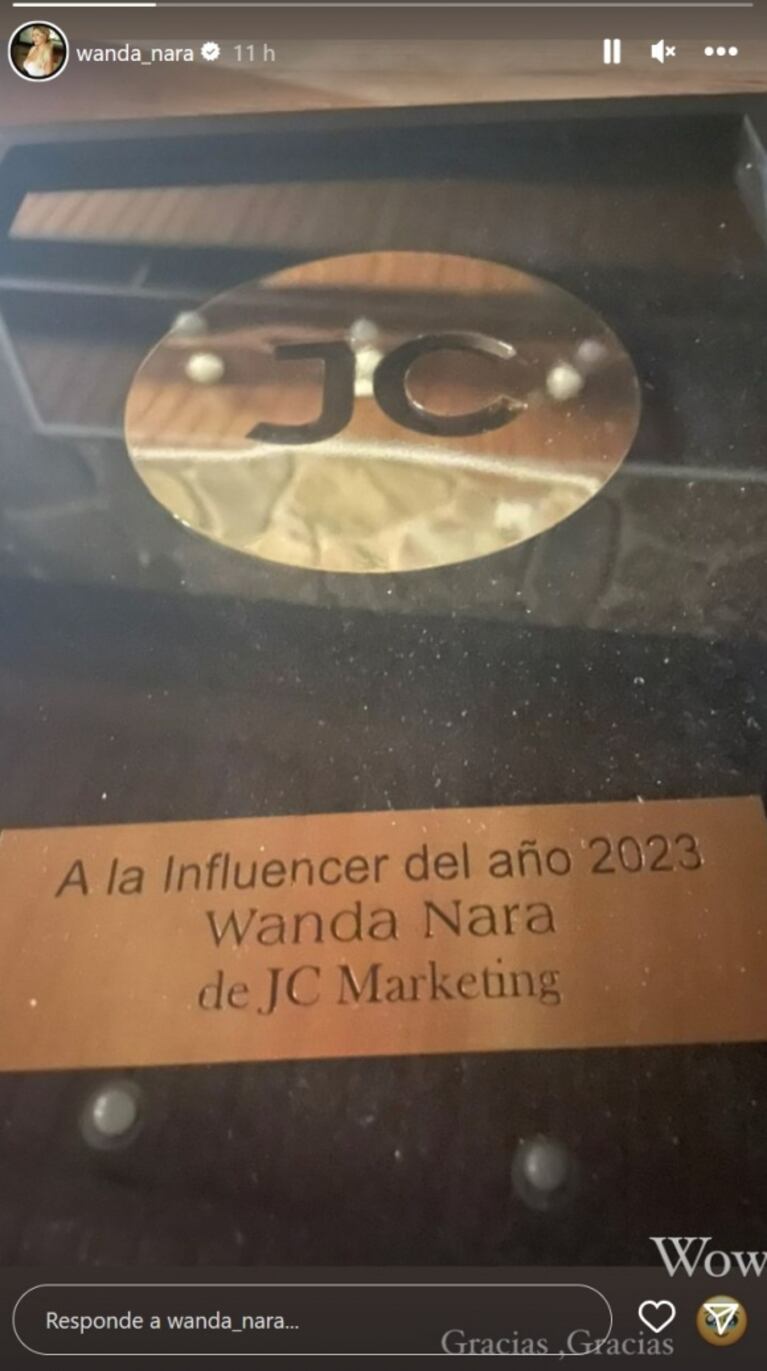 wanda_nara 11 h
JC
A la Influencer del año 2023
Wanda Nara
de JC Marketing
Wow
Responde a wanda_nara...
Gracias ,Gracias